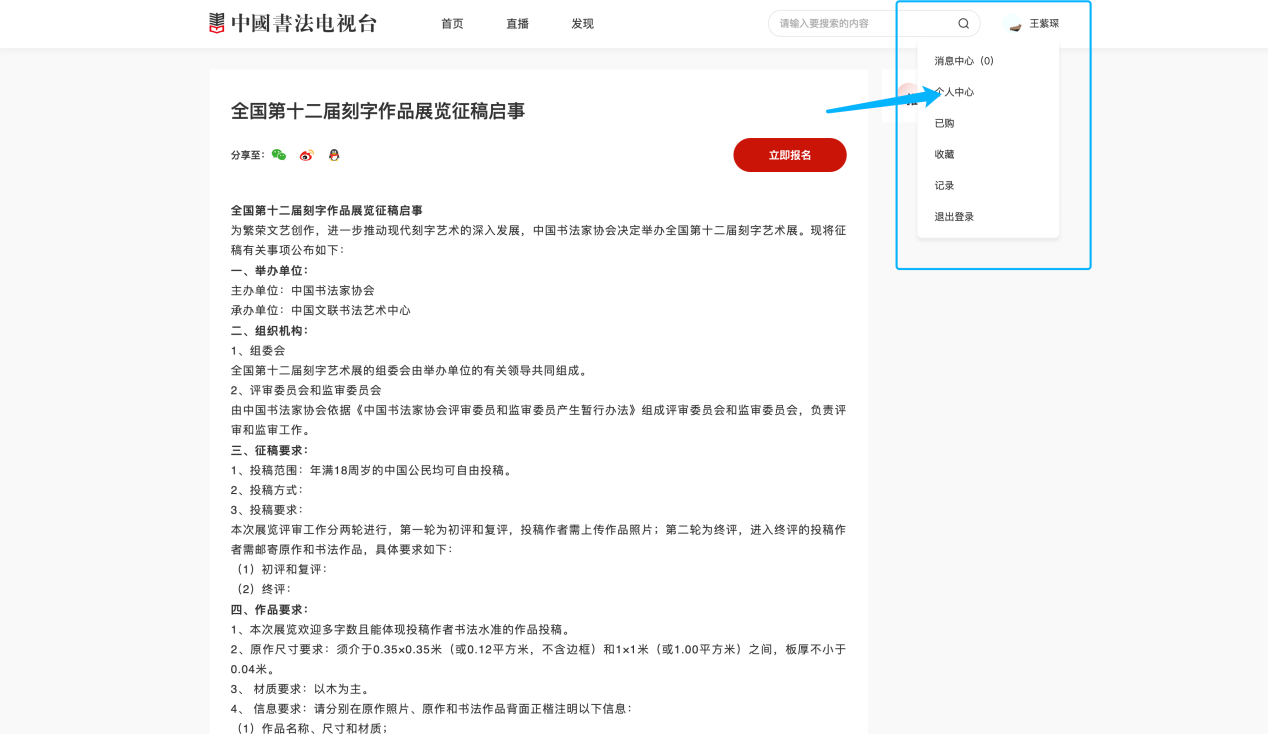 中國書法电视台
首页
直播
发现
请输入要搜索的内容
王紫琛
消息中心（0）
个人中心
已购
收藏
记录
退出登录
全国第十二届刻字作品展览征稿启事
分享至：
立即报名
全国第十二届刻字作品展览征稿启事
为繁荣文艺创作，进一步推动现代刻字艺术的深入发展，中国书法家协会决定举办全国第十二届刻字艺术展。现将征
稿有关事项公布如下：
一、举办单位：
主办单位：中国书法家协会
承办单位：中国文联书法艺术中心
二、组织机构：
1、组委会
全国第十二届刻字艺术展的组委会由举办单位的有关领导共同组成。
2、评审委员会和监审委员会
由中国书法家协会依据《中国书法家协会评审委员和监审委员产生暂行办法》组成评审委员会和监审委员会，负责评
审和监审工作。
三、征稿要求：
1、投稿范围：年满18周岁的中国公民均可自由投稿。
2、投稿方式：
3、投稿要求：
本次展览评审工作分两轮进行，第一轮为初评和复评，投稿作者需上传作品照片；第二轮为终评，进入终评的投稿作
者需邮寄原作和书法作品，具体要求如下：
（1）初评和复评：
（2）终评：
四、作品要求：
1、本次展览欢迎多字数且能体现投稿作者书法水准的作品投稿。
2、原作尺寸要求：须介于0.35×0.35米（或0.12平方米，不含边框）和1×1米（或1.00平方米）之间，板厚不小于
0.04米。
3、 材质要求：以木为主。
4、 信息要求：请分别在原作照片、原作和书法作品背面正楷注明以下信息：
（1）作品名称、尺寸和材质；